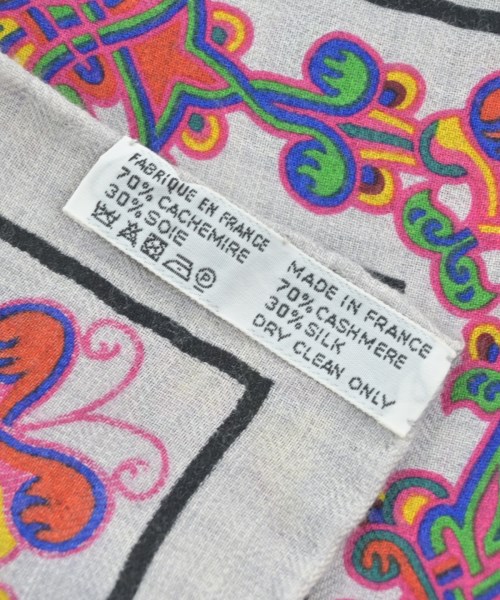 FABRIQUE EN FRANCE
70% CACHEMIRE
30% SOIE
MADE IN FRANCE
70% CASHMERE
30% SILK
DRY CLEAN ONLY